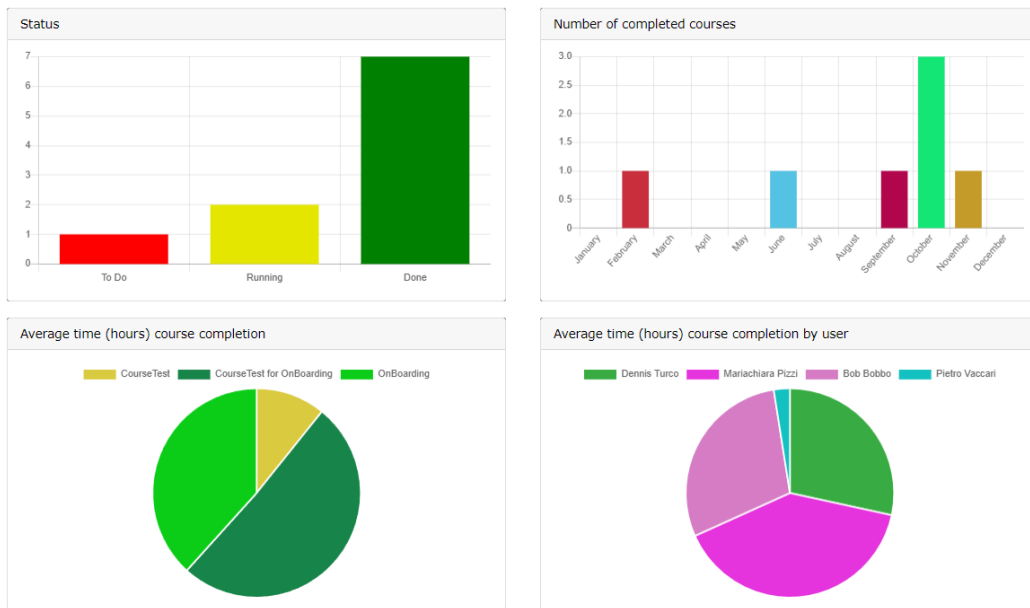 Status
7
6
5
4
3
2
1
0
To Do Running Done
Number of completed courses
3.0
2.5
2.0
1.5
1.0
0.5
0
January February March April May June July August September October November December
Average time (hours) course completion
CourseTest CourseTest for OnBoarding OnBoarding
Average time (hours) course completion by user
Dennis Turco Mariachiara Pizzi Bob Bobbo Pietro Vaccari